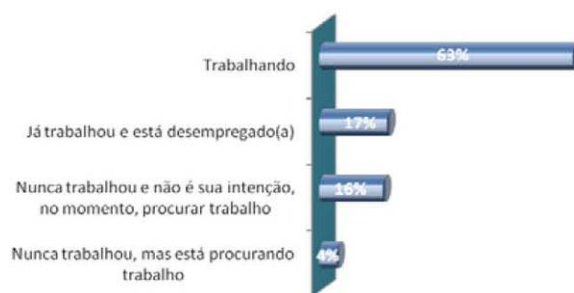 Trabalhando
63%
Já trabalhou e está desempregado(a)
17%
Nunca trabalhou e não é sua intenção,
no momento, procurar trabalho
16%
Nunca trabalhou, mas está procurando
trabalho
4%